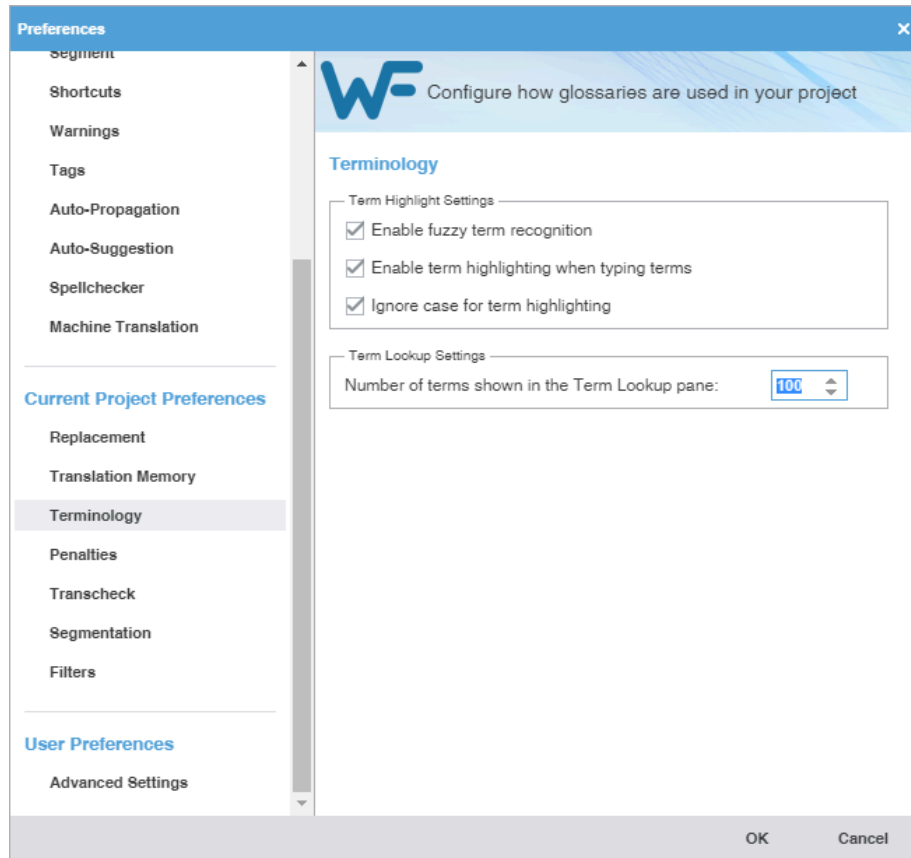 Preferences
Segment
Shortcuts
Warnings
Tags
Auto-Propagation
Auto-Suggestion
Spellchecker
Machine Translation
Current Project Preferences
Replacement
Translation Memory
Terminology
Penalties
Transcheck
Segmentation
Filters
User Preferences
Advanced Settings
WF
Configure how glossaries are used in your project
Terminology
Term Highlight Settings
Enable fuzzy term recognition
Enable term highlighting when typing terms
Ignore case for term highlighting
Term Lookup Settings
Number of terms shown in the Term Lookup pane: 100
OK Cancel